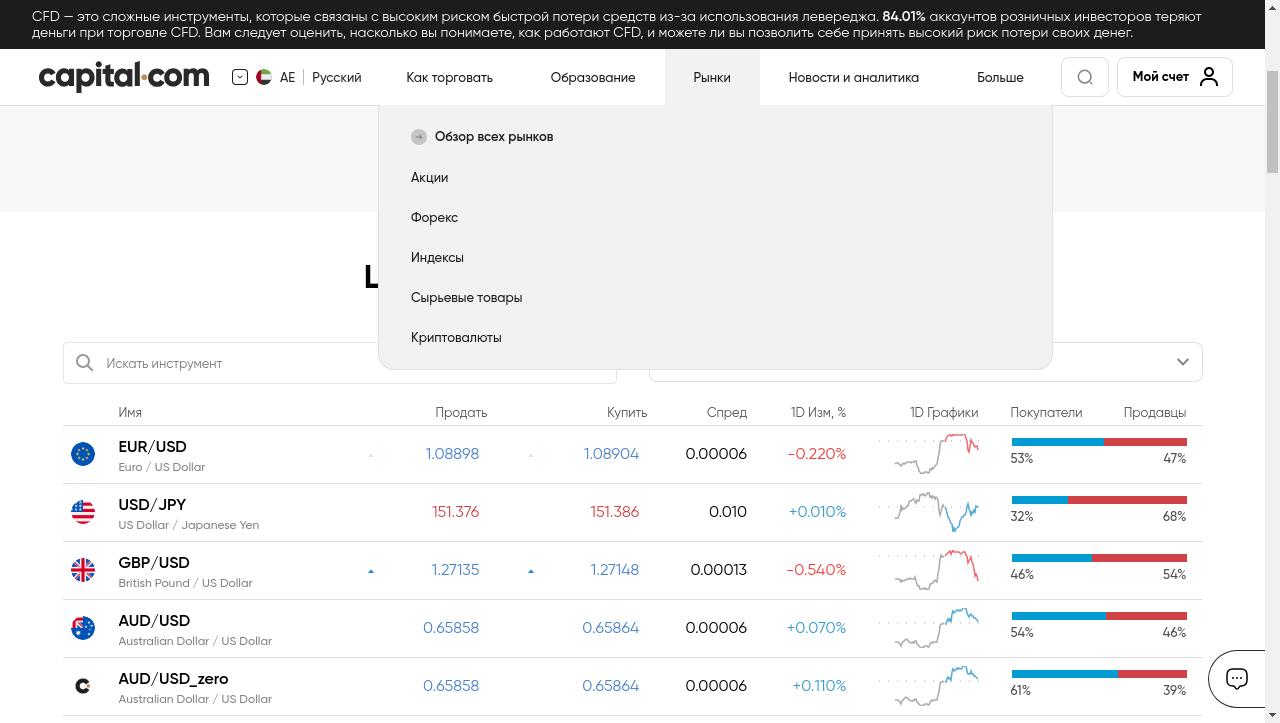 CFD — это сложные инструменты, которые связаны с высоким риском быстрой потери средств из-за использования левереджа. 84.01% аккаунтов розничных инвесторов теряют
деньги при торговле CFD. Вам следует оценить, насколько вы понимаете, как работают CFD, и можете ли вы позволить себе принять высокий риск потери своих денег.
capital.com AE Русский Как торговать Образование Рынки Новости и аналитика Больше Мой счет
Обзор всех рынков
Акции
Форекс
Индексы
Сырьевые товары
Криптовалюты
Искать инструмент
Имя Продать Купить Спред 1D Изм, % 1D Графики Покупатели Продавцы
EUR/USD 1.08898 1.08904 0.00006 -0.220%
Euro / US Dollar 53% 47%
USD/JPY 151.376 151.386 0.010 +0.010%
US Dollar / Japanese Yen 32% 68%
GBP/USD 1.27135 1.27148 0.00013 -0.540%
British Pound / US Dollar 46% 54%
AUD/USD 0.65858 0.65864 0.00006 +0.070%
Australian Dollar / US Dollar 54% 46%
AUD/USD_zero 0.65858 0.65864 0.00006 +0.110%
Australian Dollar / US Dollar 61% 39%